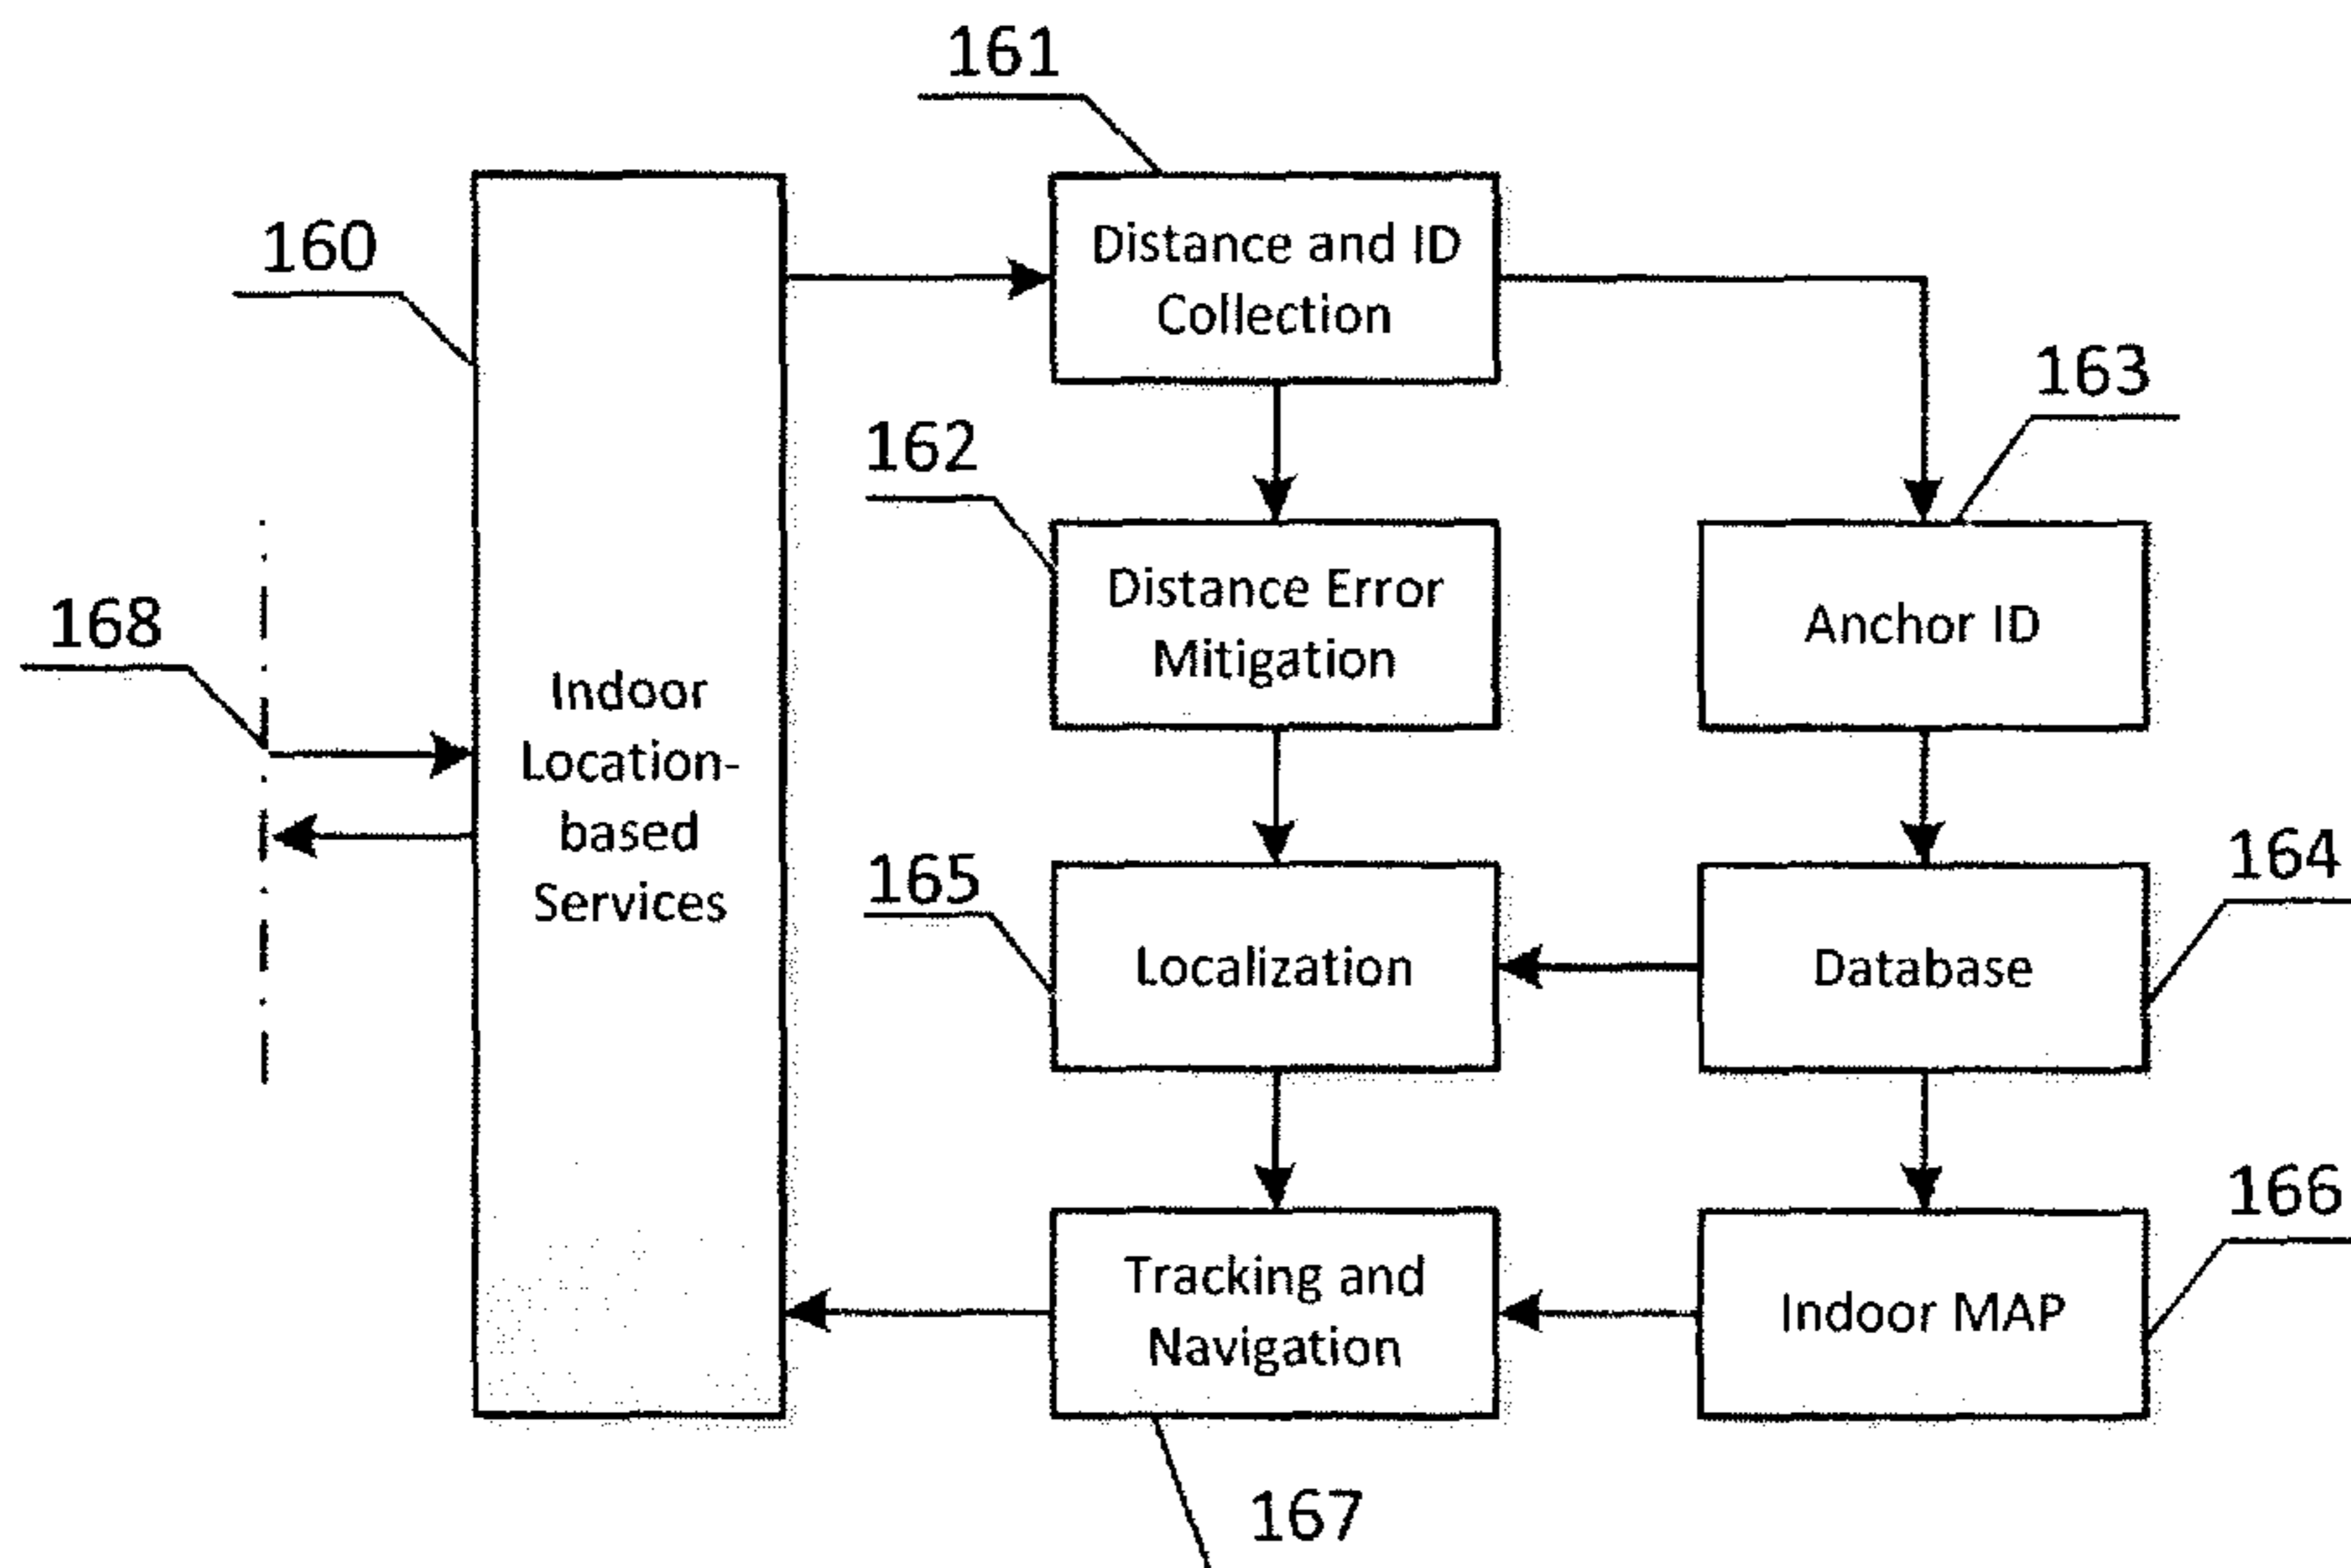 161
160
Distance and ID
Collection
163
162
168
Distance Error
Mitigation
Anchor ID
Indoor
Location-
based
Services
165
164
Localization
Database
166
Tracking and
Navigation
Indoor MAP
167